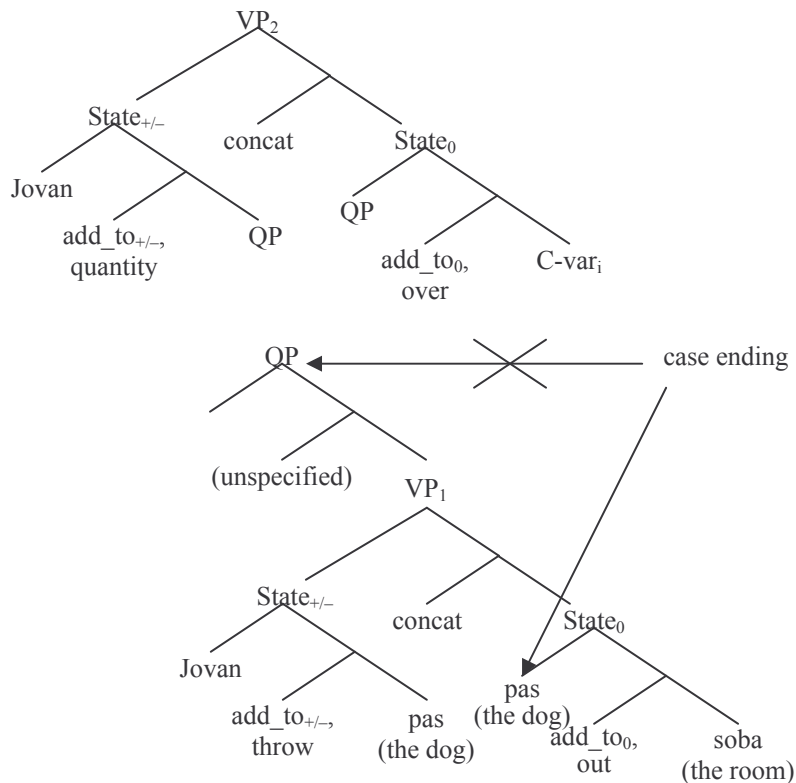 VP₂
State₊/₋
concat
State₀
Jovan
QP
add_to₊/₋,
quantity
QP
add_to₀,
over
C-varᵢ
QP
case ending
(unspecified)
VP₁
State₊/₋
concat
State₀
Jovan
pas
(the dog)
add_to₊/₋,
throw
pas
(the dog)
add_to₀,
out
soba
(the room)